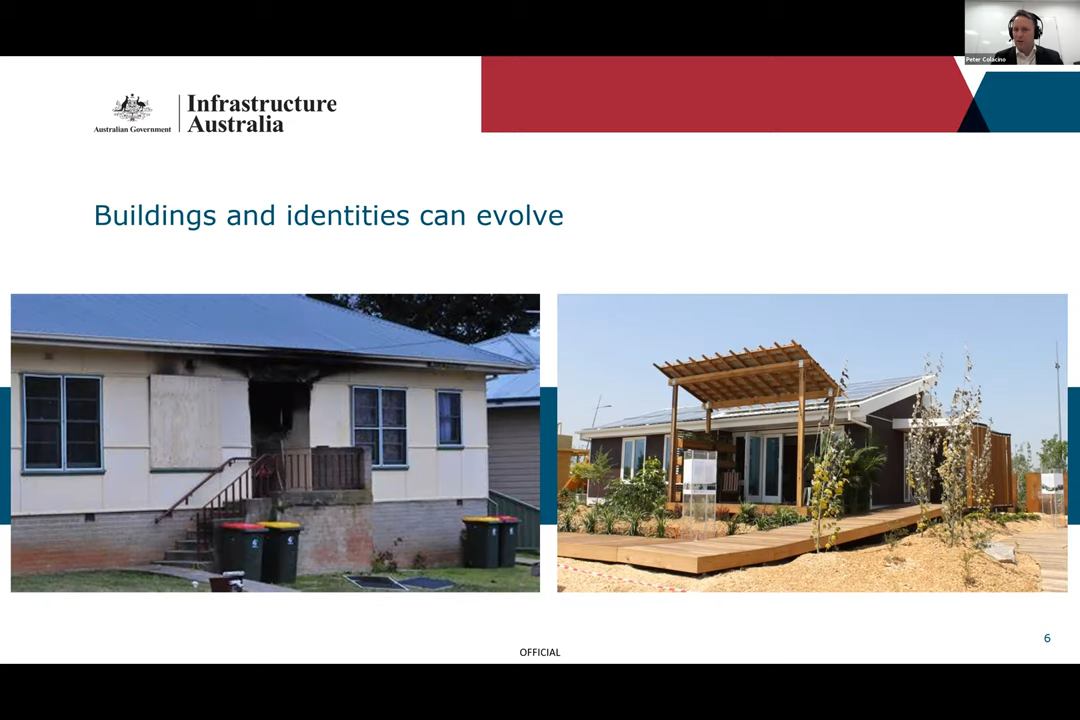 Peter Colacino
Australian Government
Infrastructure
Australia
Buildings and identities can evolve
6
OFFICIAL